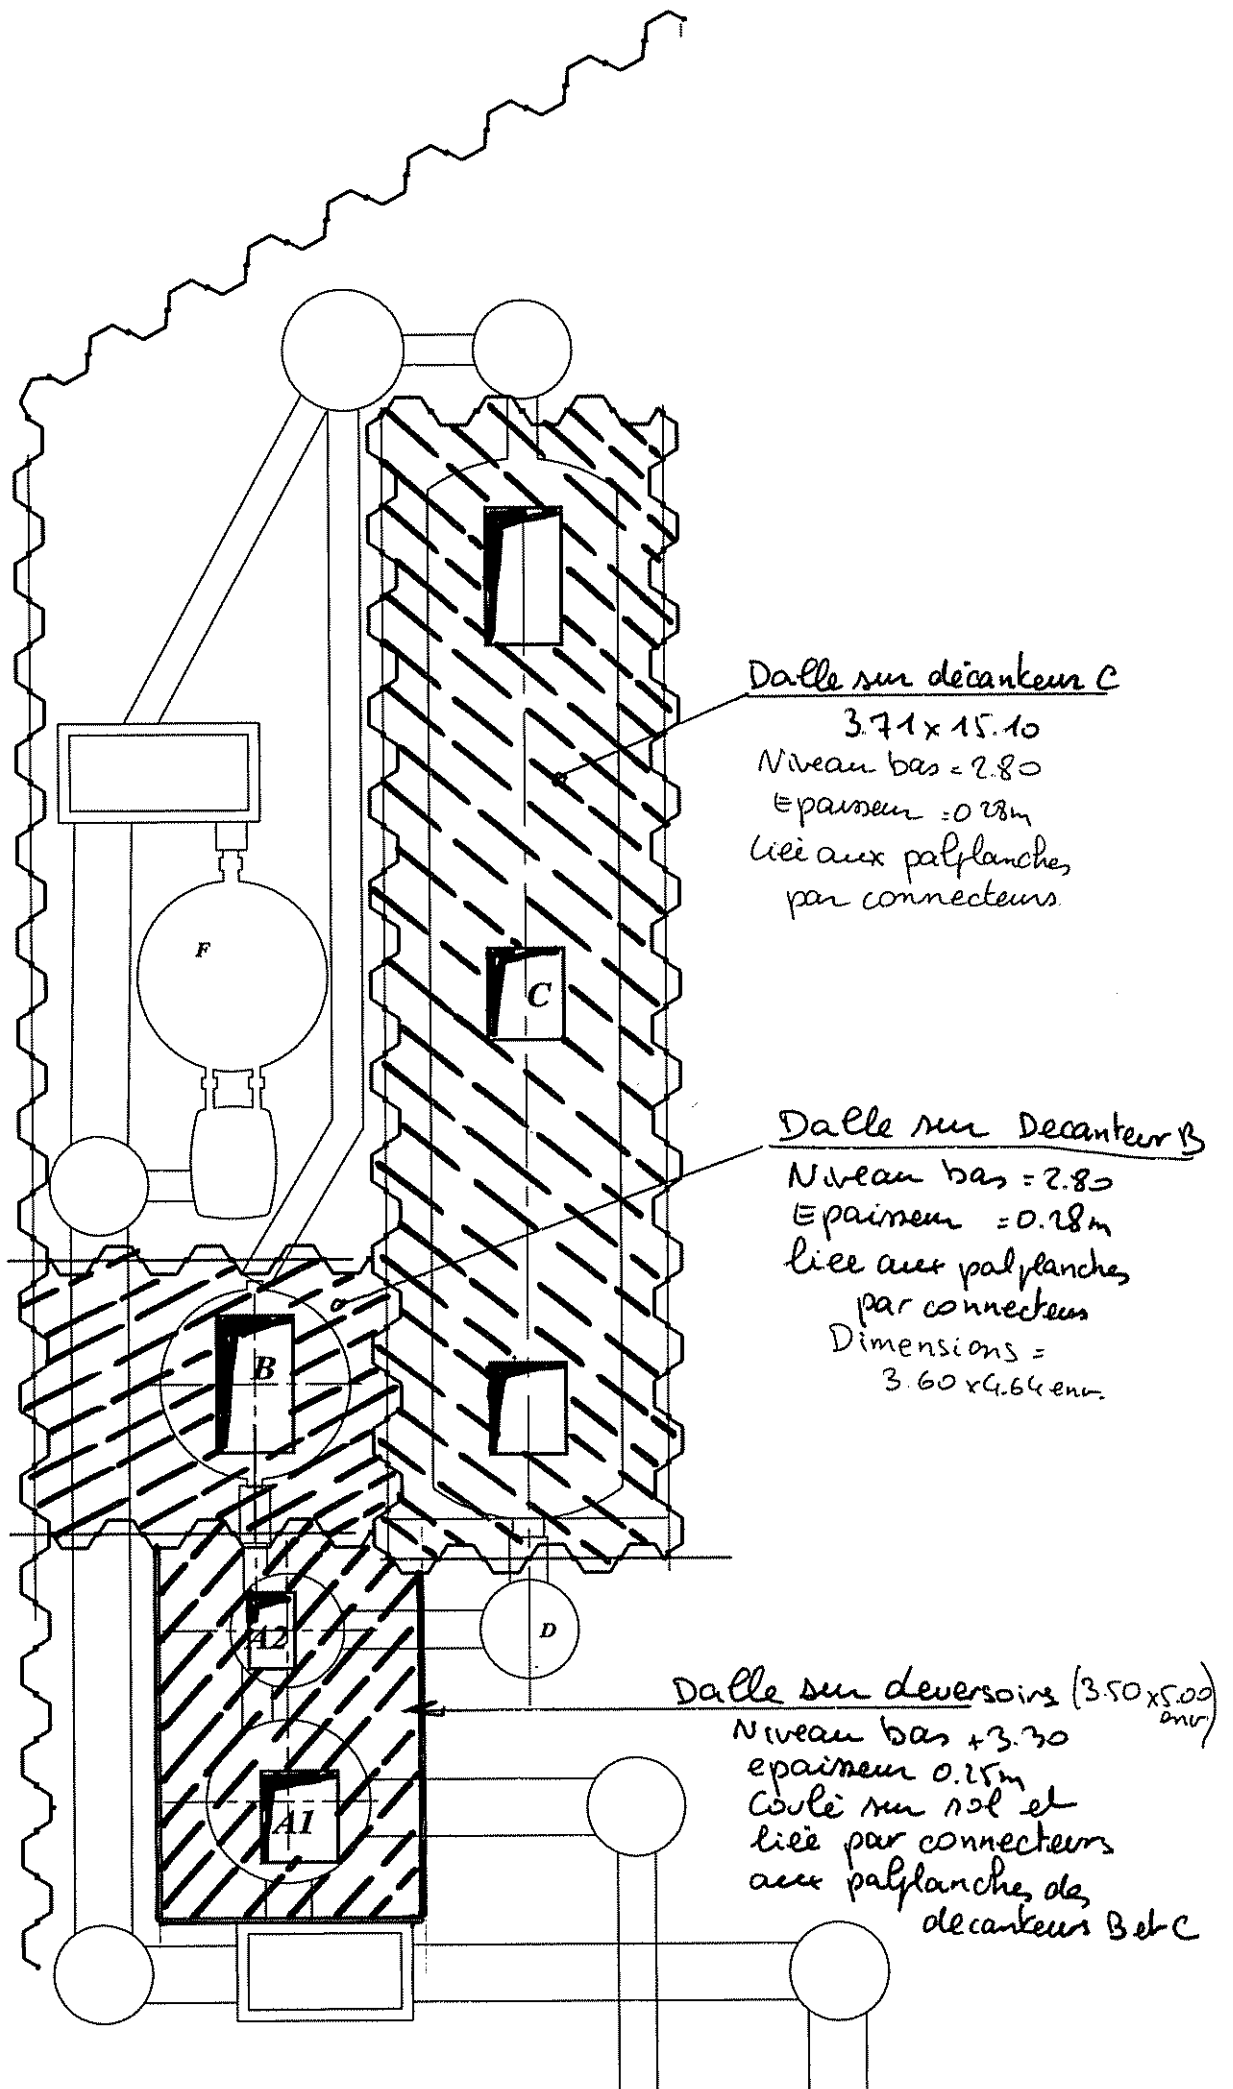 Dalle sur décanteur C
3.71 x 15.10
Niveau bas = 2.80
Epaisseur = 0 28m
liée aux palplanches
par connecteurs
F
C
Dalle sur Decanteur B
Niveau bas = 2.80
Epaisseur = 0.28m
liée aux palplanches
par connecteus
Dimensions =
3.60 x 4.64 env.
B
A2
D
Dalle sur deversoirs (3.50 x 5.00 env)
Niveau bas +3.30
epaisseur 0.25m
Coulé sur sol et
liée par connecteurs
aux palplanches des
decanteurs B et C
A1